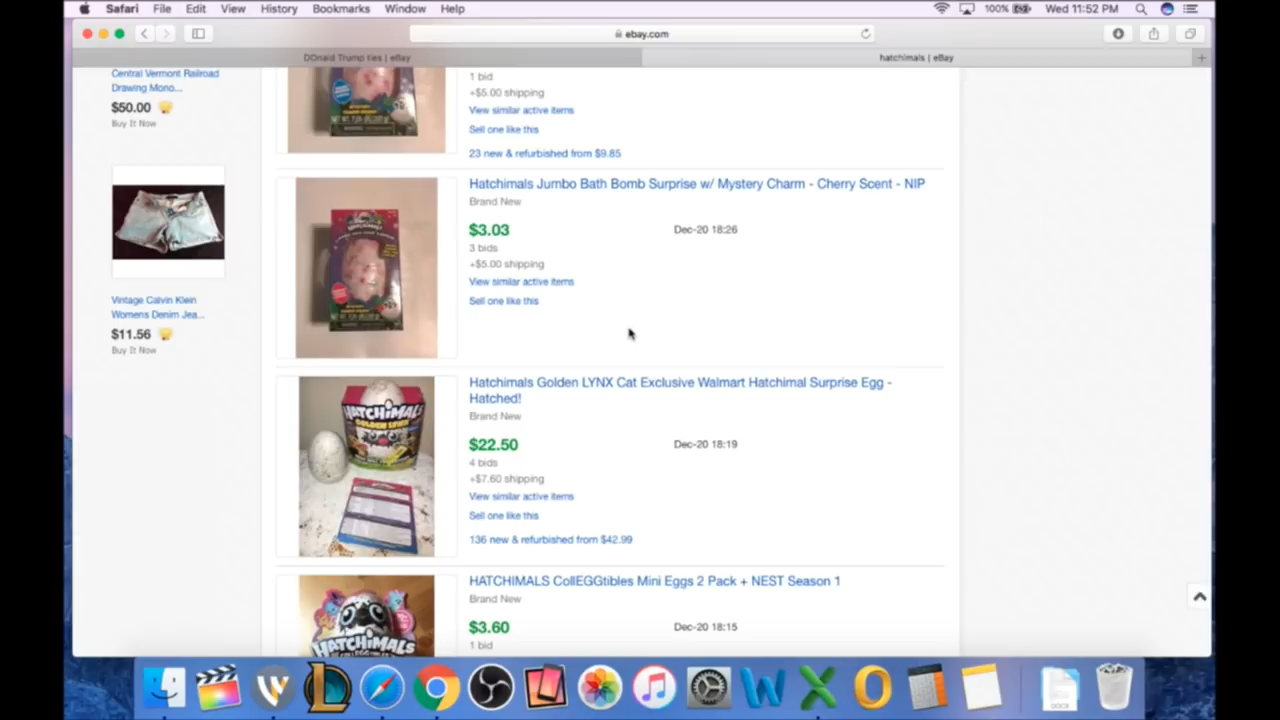 Safari File Edit View History Bookmarks Window Help 100% Wed 11:52 PM
ebay.com
DOnald Trump ties | eBay
hatchimals | eBay
Central Vermont Railroad
Drawing Mono...
$50.00
Buy It Now
Vintage Calvin Klein
Womens Denim Jea...
$11.56
Buy It Now
1 bid
+$5.00 shipping
View similar active items
Sell one like this
23 new & refurbished from $9.85
Hatchimals Jumbo Bath Bomb Surprise w/ Mystery Charm - Cherry Scent - NIP
Brand New
$3.03 Dec-20 18:26
3 bids
+$5.00 shipping
View similar active items
Sell one like this
Hatchimals Golden LYNX Cat Exclusive Walmart Hatchimal Surprise Egg -
Hatched!
Brand New
$22.50 Dec-20 18:19
4 bids
+$7.60 shipping
View similar active items
Sell one like this
136 new & refurbished from $42.99
HATCHIMALS
GOLDEN LYNX
HATCHIMALS CollEGGtibles Mini Eggs 2 Pack + NEST Season 1
Brand New
$3.60 Dec-20 18:15
1 bid
HATCHIMALS
DOCX